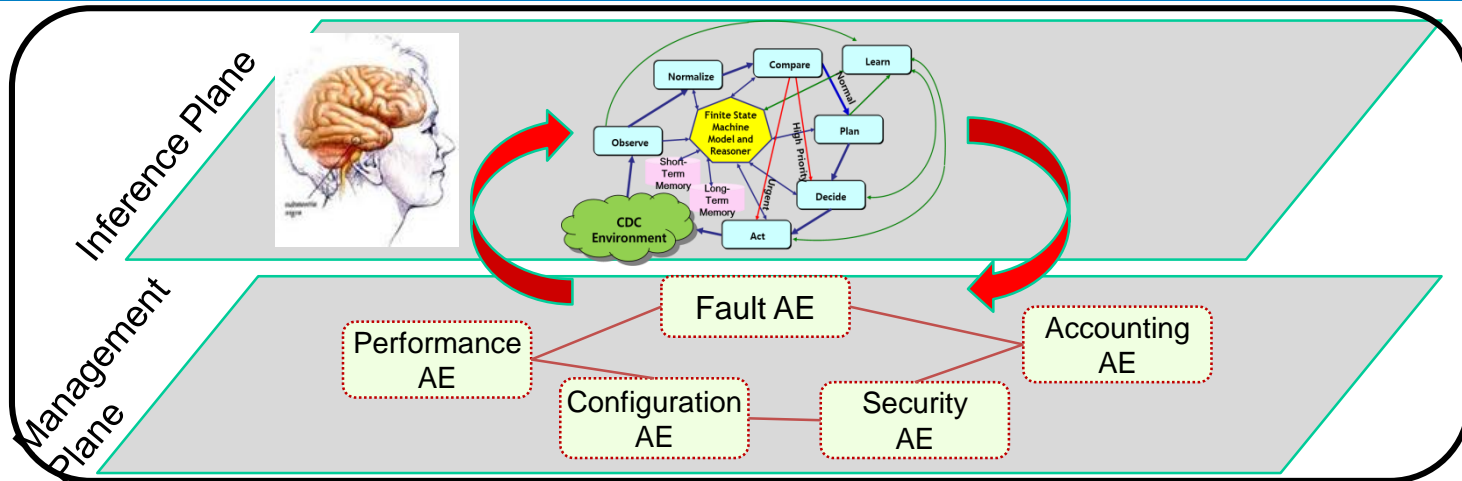 Inference Plane
substantia
nigra
Compare
Learn
Normalize
Normal
Finite State
Machine
Model and
Reasoner
Plan
Observe
High Priority
Short-
Term
Memory
Long-
Term
Memory
Urgent
Decide
CDC
Environment
Act
Management
Plane
Fault AE
Performance
AE
Accounting
AE
Configuration
AE
Security
AE